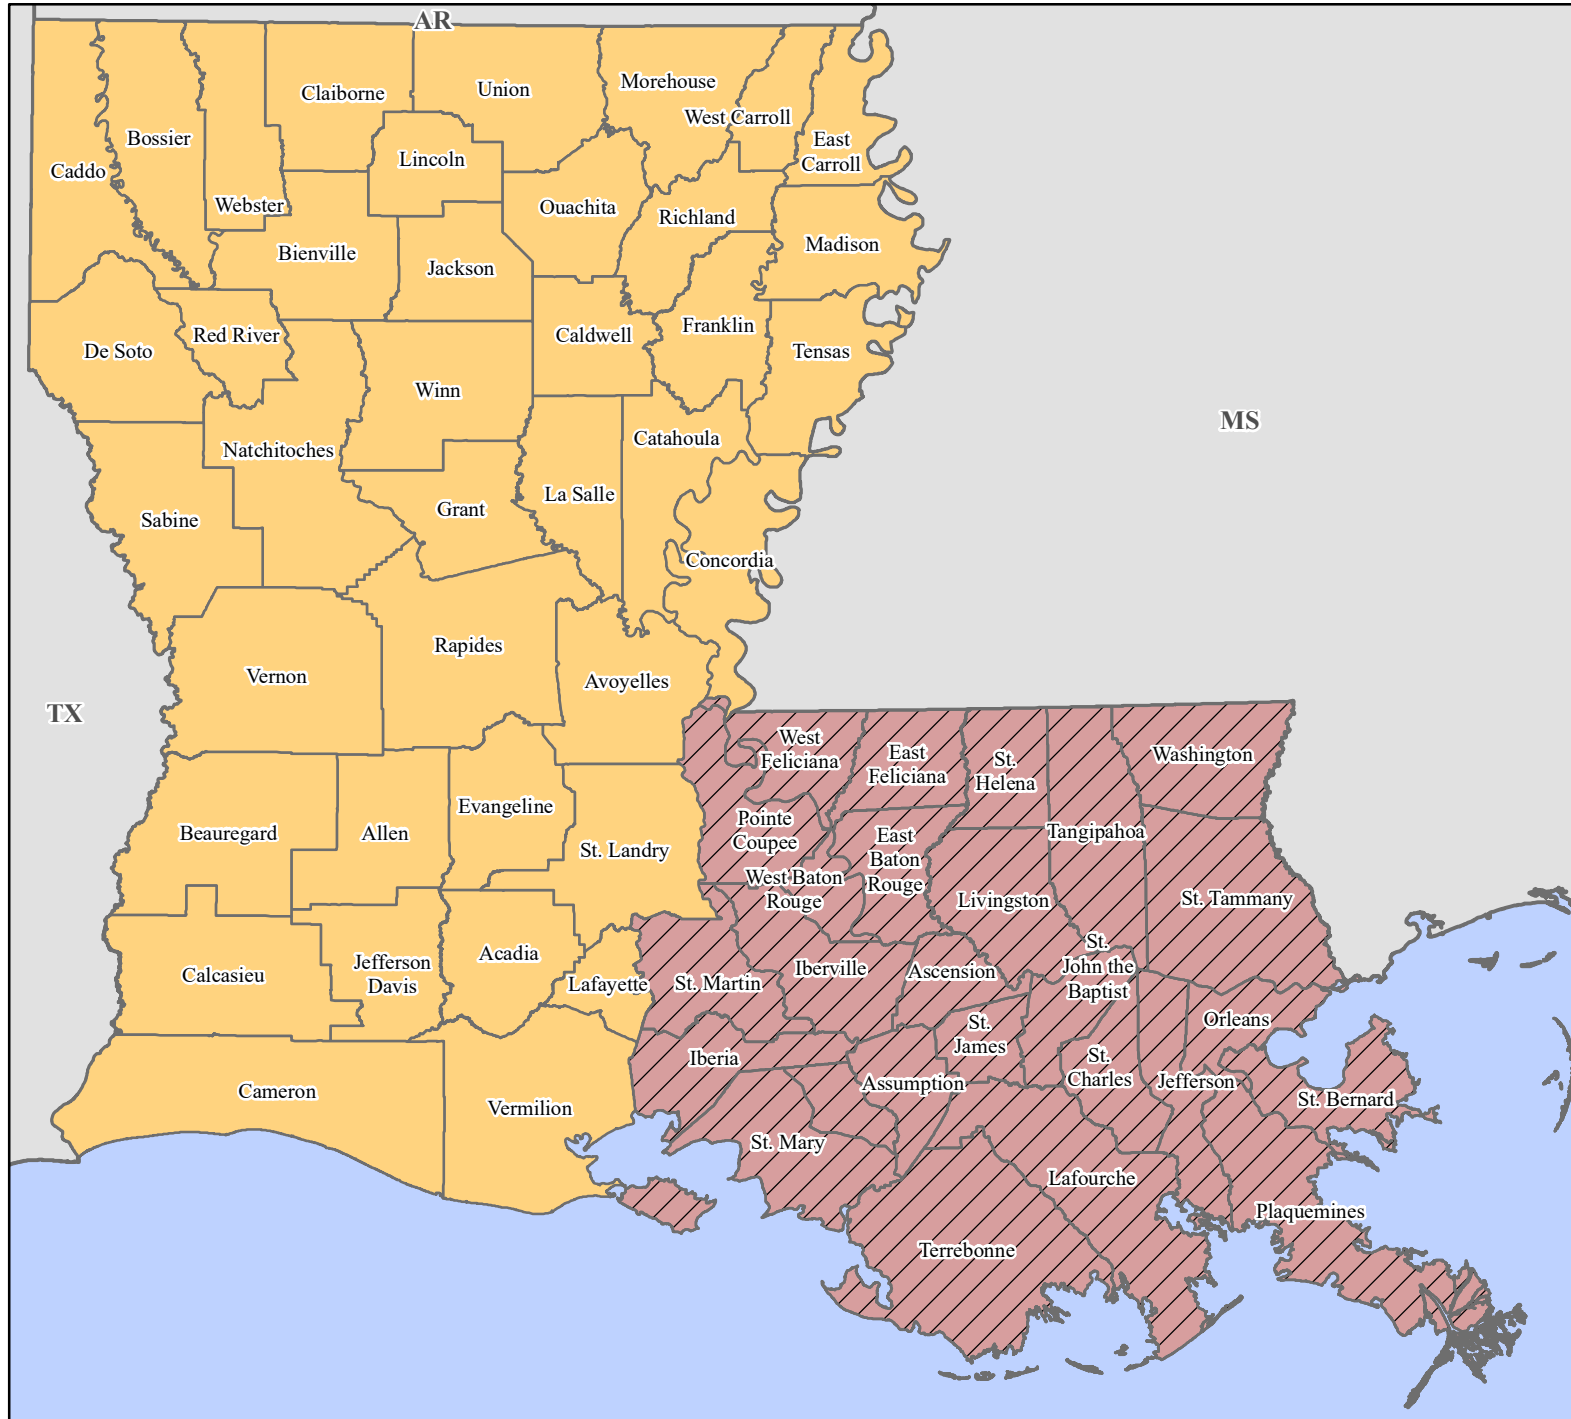 AR
Claiborne
Union
Morehouse
West Carroll
Bossier
East
Carroll
Lincoln
Caddo
Webster
Ouachita
Richland
Madison
Bienville
Jackson
Red River
Caldwell
Franklin
De Soto
Tensas
Winn
MS
Natchitoches
Catahoula
La Salle
Grant
Sabine
Concordia
Rapides
Vernon
Avoyelles
TX
West
Feliciana
East
Feliciana
St.
Helena
Washington
Evangeline
Beauregard
Allen
Pointe
Coupee
Tangipahoa
St. Landry
East
Baton
Rouge
West Baton
Rouge
Livingston
St. Tammany
Acadia
Jefferson
Davis
Calcasieu
Lafayette
St. Martin
Iberville
Ascension
St.
John the
Baptist
Orleans
St.
James
Iberia
St.
Charles
Assumption
Jefferson
Cameron
Vermilion
St. Bernard
St. Mary
Lafourche
Plaquemines
Terrebonne